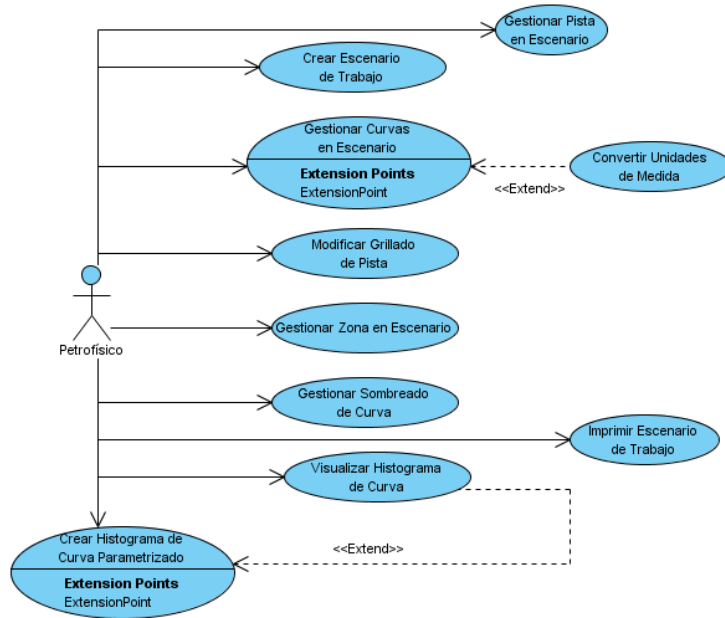 Gestionar Pista
en Escenario
Crear Escenario
de Trabajo
Gestionar Curvas
en Escenario
Extension Points
ExtensionPoint
<<Extend>>
Convertir Unidades
de Medida
Modificar Grillado
de Pista
Petrofísico
Gestionar Zona en Escenario
Gestionar Sombreado
de Curva
Imprimir Escenario
de Trabajo
Visualizar Histograma
de Curva
<<Extend>>
Crear Histograma de
Curva Parametrizado
Extension Points
ExtensionPoint